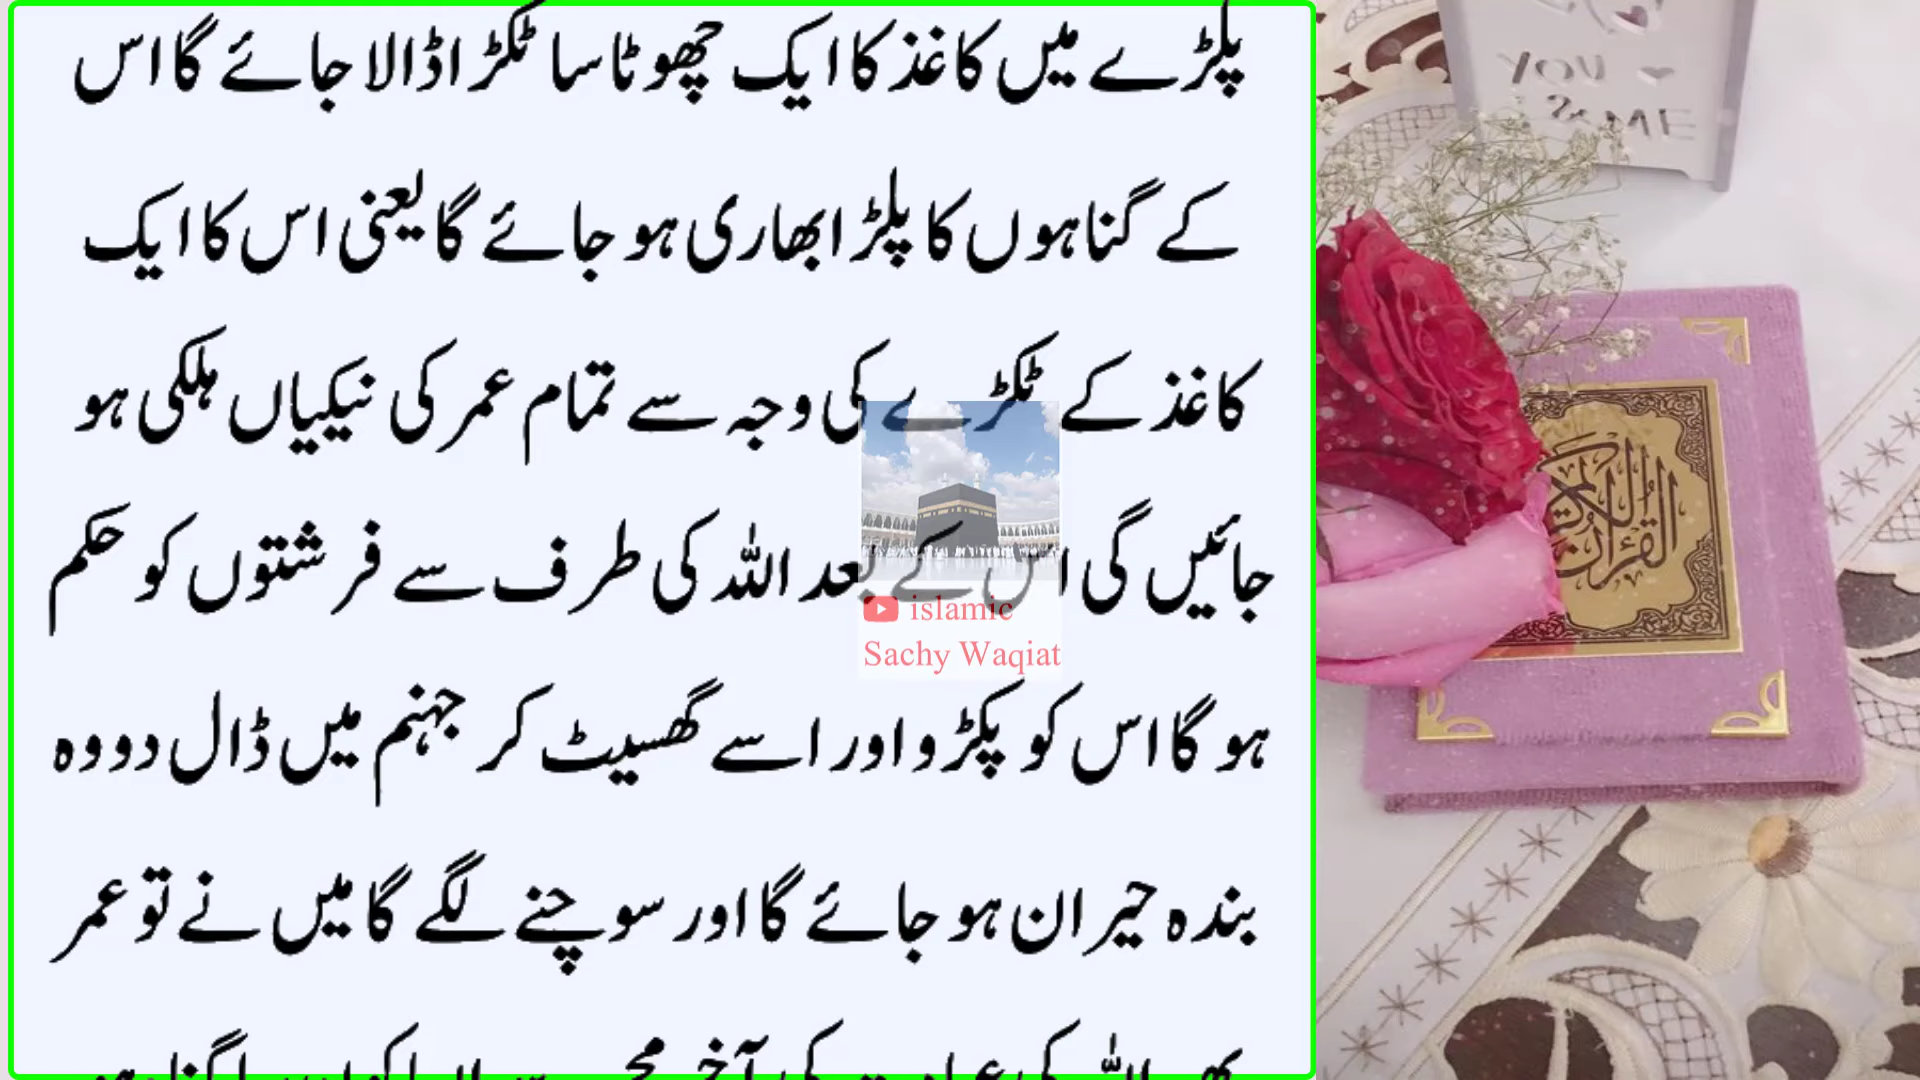 پلڑے میں کاغذ کا ایک چھوٹا سا ٹکڑا ڈالا جائے گا اس
کے گناہوں کا پلڑا بھاری ہو جائے گا یعنی اس کا ایک
کاغذ کے ٹکڑے کی وجہ سے تمام عمر کی نیکیاں ہلکی ہو
جائیں گی اس کے بعد اللہ کی طرف سے فرشتوں کو حکم
ہو گا اس کو پکڑو اور اسے گھسیٹ کر جہنم میں ڈال دو وہ
بندہ حیران ہو جائے گا اور سوچنے لگے گا میں نے تو عمر
islamic
Sachy Waqiat
YOU
& ME
القرآن الكريم